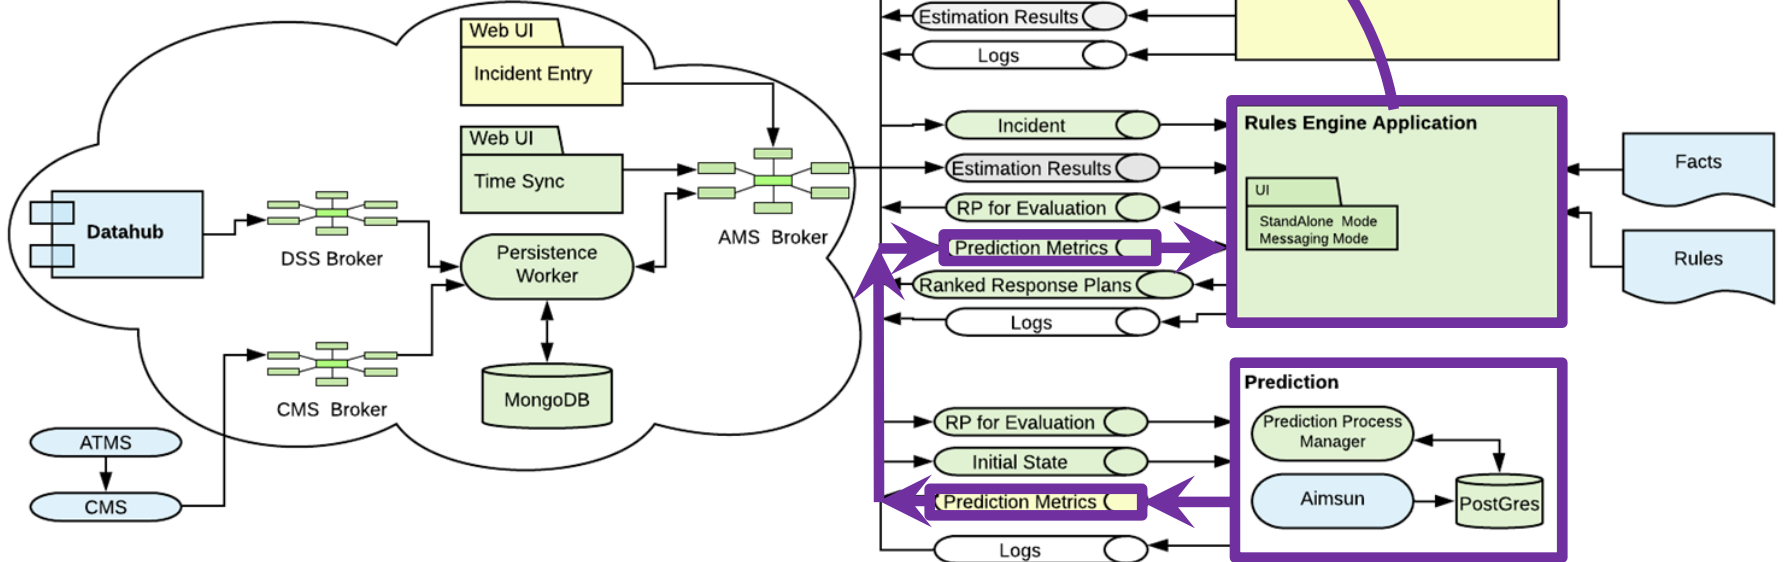 Web UI
Incident Entry
Web UI
Time Sync
Datahub
DSS Broker
Persistence
Worker
AMS Broker
CMS Broker
MongoDB
ATMS
CMS
Estimation Results
Logs
Incident
Estimation Results
RP for Evaluation
Prediction Metrics
Ranked Response Plans
Logs
Rules Engine Application
UI
StandAlone Mode
Messaging Mode
Facts
Rules
RP for Evaluation
Initial State
Prediction Metrics
Logs
Prediction
Prediction Process
Manager
Aimsun
PostGres